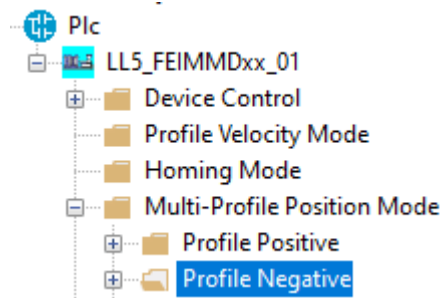 Plc
LL5_FEIMMDxx_01
Device Control
Profile Velocity Mode
Homing Mode
Multi-Profile Position Mode
Profile Positive
Profile Negative